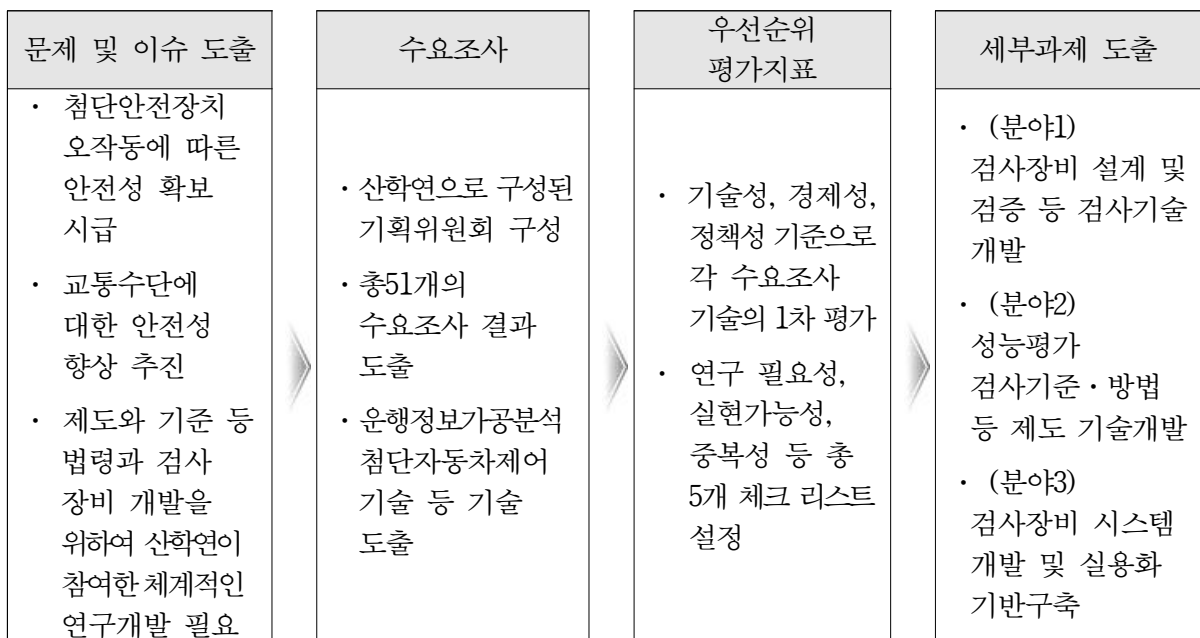 문제 및 이슈 도출
· 첨단안전장치
오작동에 따른
안전성 확보
시급
· 교통수단에
대한 안전성
향상 추진
· 제도와 기준 등
법령과 검사
장비 개발을
위하여 산학연이
참여한 체계적인
연구개발 필요
수요조사
· 산학연으로 구성된
기획위원회 구성
· 총51개의
수요조사 결과
도출
· 운행정보가공분석
첨단자동차제어
기술 등 기술
도출
우선순위
평가지표
· 기술성, 경제성,
정책성 기준으로
각 수요조사
기술의 1차 평가
· 연구 필요성,
실현가능성,
중복성 등 총
5개 체크 리스트
설정
세부과제 도출
· (분야1)
검사장비 설계 및
검증 등 검사기술
개발
· (분야2)
성능평가
검사기준·방법
등 제도 기술개발
· (분야3)
검사장비 시스템
개발 및 실용화
기반구축